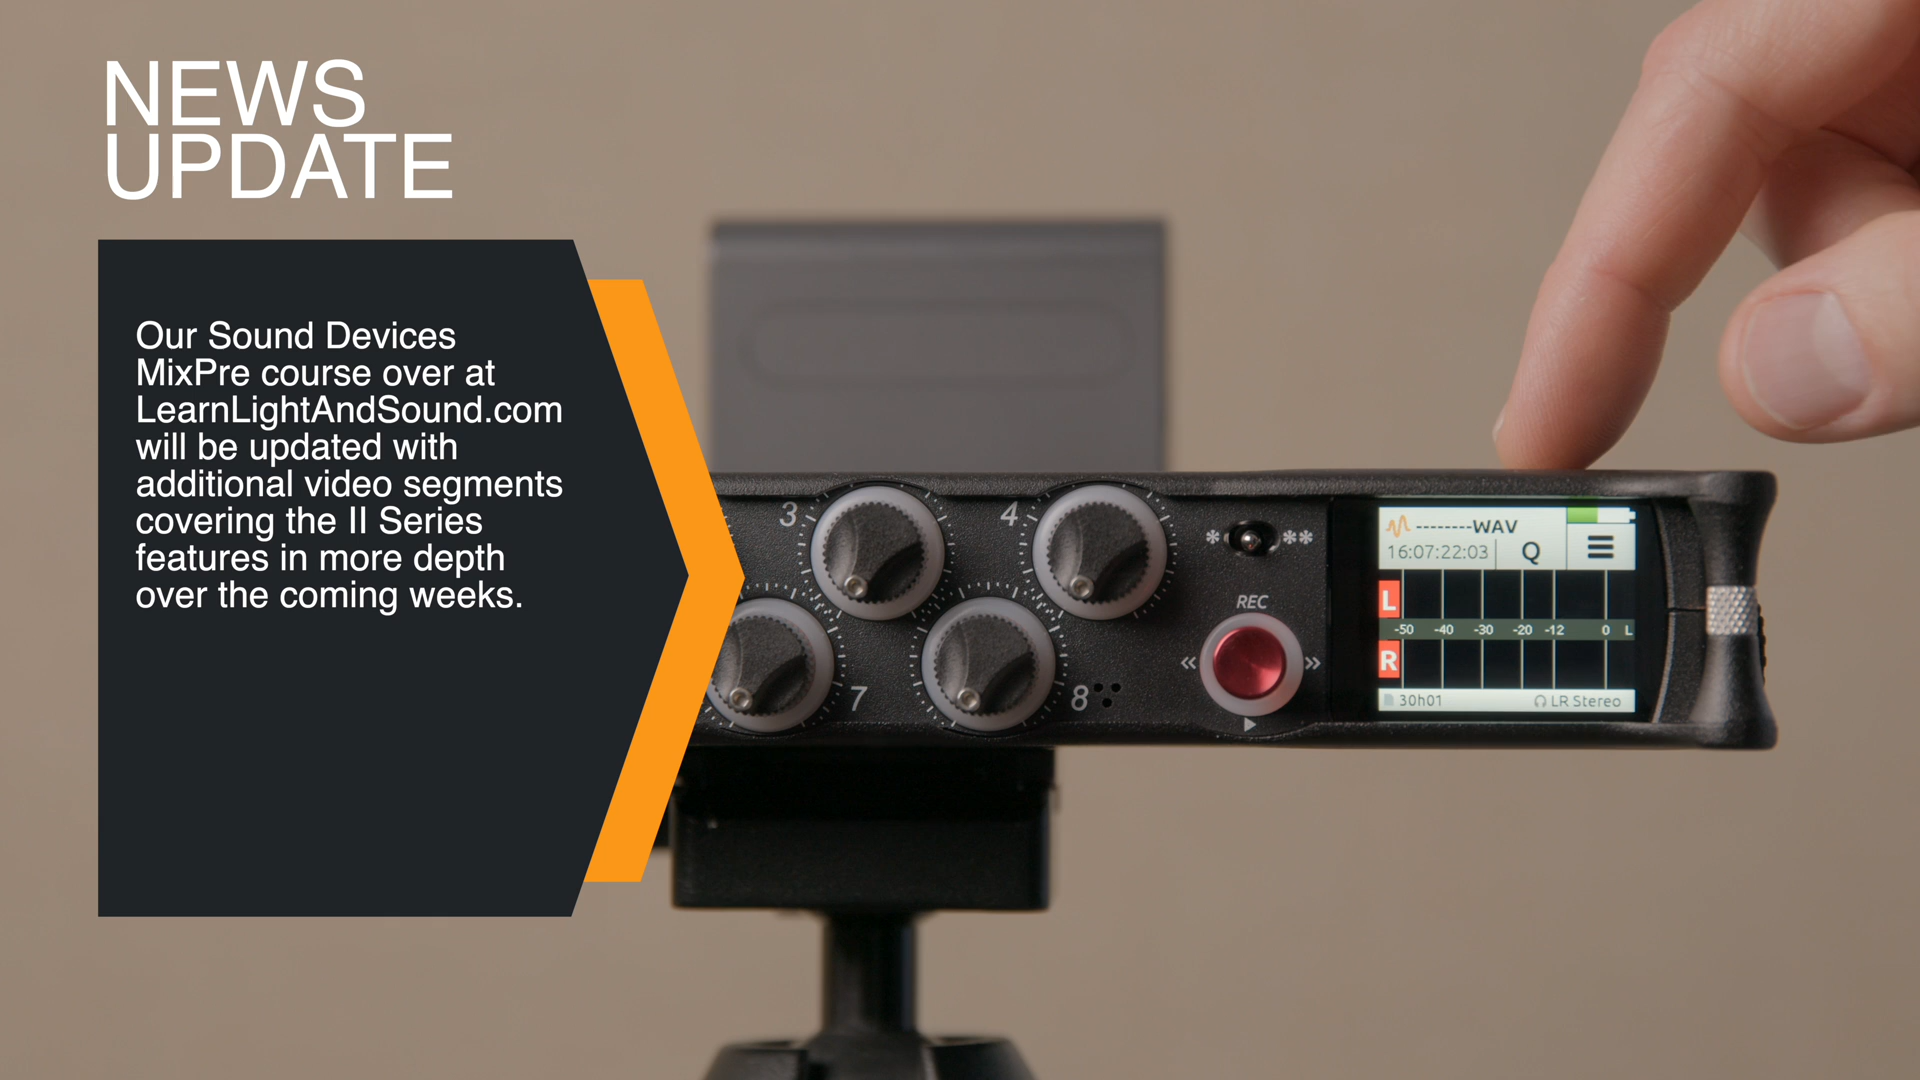 NEWS
UPDATE
Our Sound Devices
MixPre course over at
LearnLightAndSound.com
will be updated with
additional video segments
covering the II Series
features in more depth
over the coming weeks.
3
4
* **
REC
7
8
--------WAV
16:07:22:03 Q
L
-50 -40 -30 -20 -12 0 L
R
30h01 LR Stereo